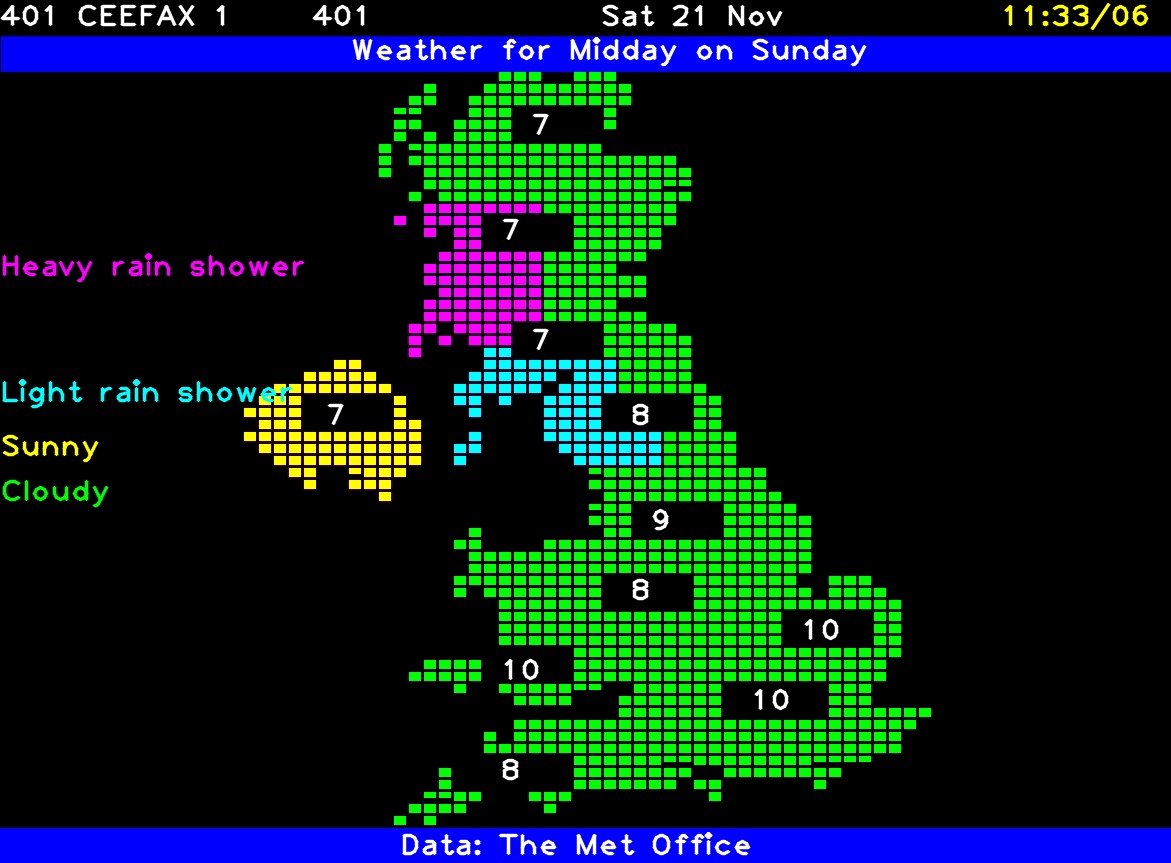 401 CEEFAX 1 401 Sat 21 Nov 11:33/06
Weather for Midday on Sunday
7
7
Heavy rain shower
7
Light rain shower
7 8
Sunny
Cloudy
9
8
10
10
10
8
Data: The Met Office